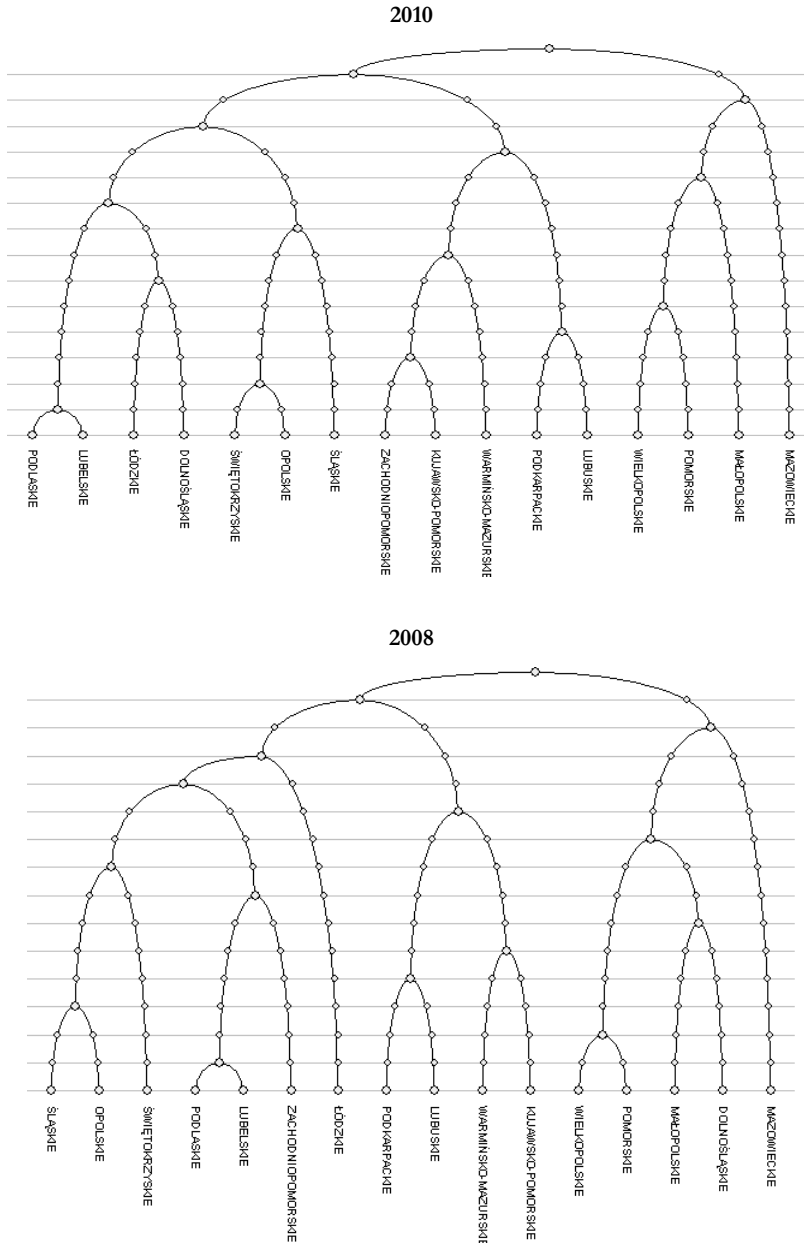 2010
PODLASKIE
LUBELSKIE
ŁÓDZKIE
DOLNOŚLĄSKIE
ŚWIĘTOKRZYSKIE
OPOLSKIE
ŚLĄSKIE
ZACHODNIOPOMORSKIE
KUJAWSKO-POMORSKIE
WARMIŃSKO-MAZURSKIE
PODKARPACKIE
LUBUSKIE
WIELKOPOLSKIE
POMORSKIE
MAŁOPOLSKIE
MAZOWIECKIE
2008
ŚLĄSKIE
OPOLSKIE
ŚWIĘTOKRZYSKIE
PODLASKIE
LUBELSKIE
ZACHODNIOPOMORSKIE
ŁÓDZKIE
PODKARPACKIE
LUBUSKIE
WARMIŃSKO-MAZURSKIE
KUJAWSKO-POMORSKIE
WIELKOPOLSKIE
POMORSKIE
MAŁOPOLSKIE
DOLNOŚLĄSKIE
MAZOWIECKIE